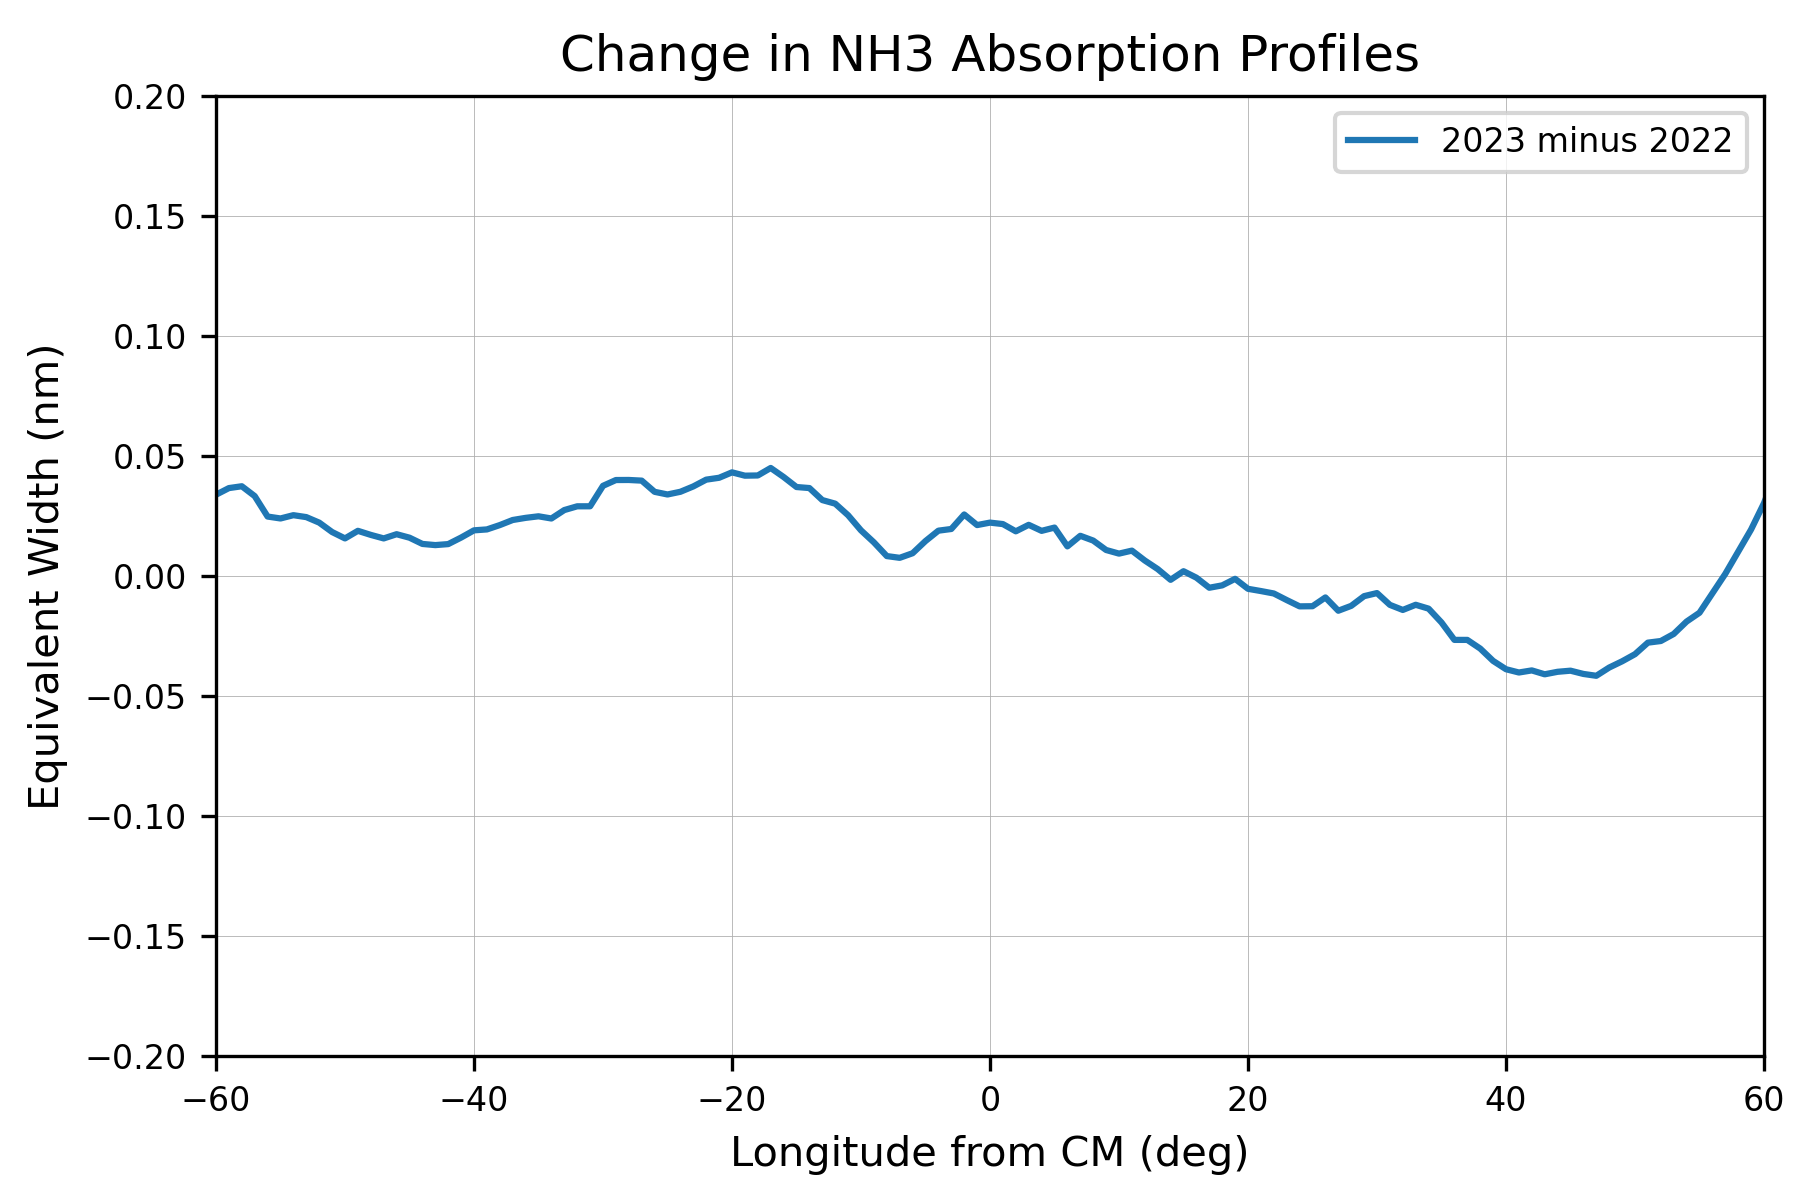 Change in NH3 Absorption Profiles
0.20
2023 minus 2022
0.15
0.10
0.05
0.00
−0.05
−0.10
−0.15
−0.20
Equivalent Width (nm)
−60 −40 −20 0 20 40 60
Longitude from CM (deg)